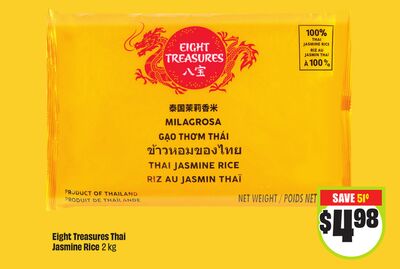 EIGHT
TREASURES
八宝
100%
THAI
JASMINE RICE
RIZ AU
JASMIN THAÏ
À 100%
泰国茉莉香米
MILAGROSA
GẠO THƠM THÁI
ข้าวหอมของไทย
THAI JASMINE RICE
RIZ AU JASMIN THAÏ
PRODUCT OF THAILAND
PRODUIT DE THAÏLANDE
NET WEIGHT / POIDS NET
SAVE 51¢
$4.98
Eight Treasures Thai
Jasmine Rice 2 kg